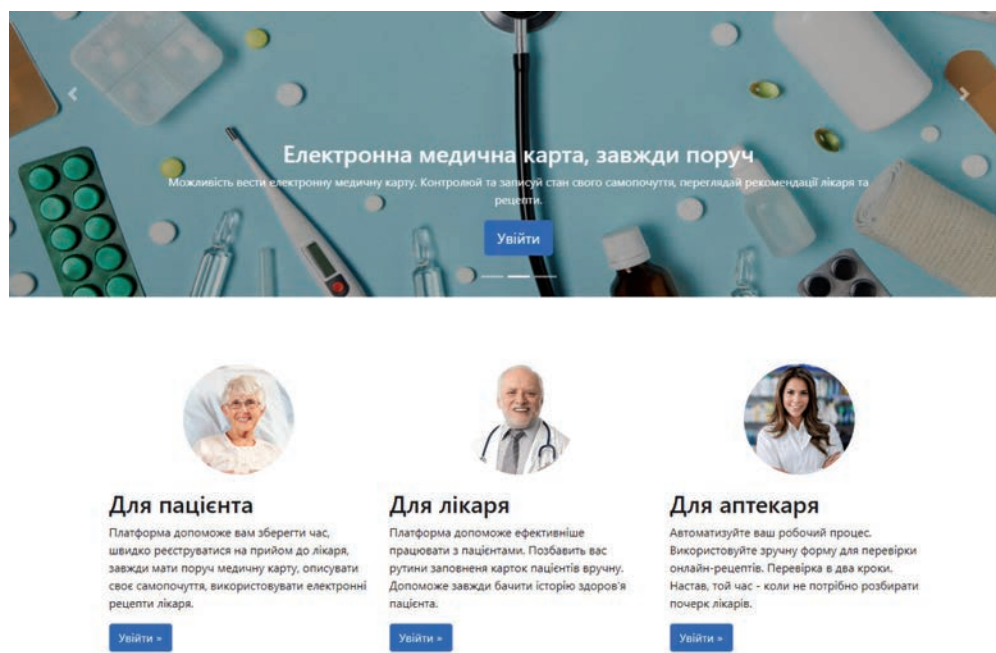 Електронна медична карта, завжди поруч
Можливість вести електронну медичну карту. Контролюй та записуй стан свого самопочуття, переглядай рекомендації лікаря та
рецепти.
Увійти
Для пацієнта
Платформа допоможе вам зберегти час,
швидко реєструватися на прийом до лікаря,
завжди мати поруч медичну карту, описувати
своє самопочуття, використовувати електронні
рецепти лікаря.
Увійти »
Для лікаря
Платформа допоможе ефективніше
працювати з пацієнтами. Позбавить вас
рутини заповненя карток пацієнтів вручну.
Допоможе завжди бачити історію здоров'я
пацієнта.
Увійти »
Для аптекаря
Автоматизуйте ваш робочий процес.
Використовуйте зручну форму для перевірки
онлайн-рецептів. Перевірка в два кроки.
Настав, той час - коли не потрібно розбирати
почерк лікарів.
Увійти »